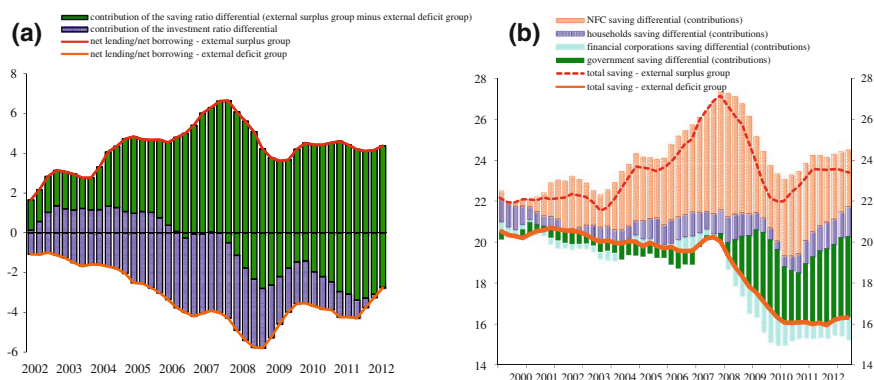 (a)
contribution of the saving ratio differential (external surplus group minus external deficit group)
contribution of the investment ratio differential
net lending/net borrowing - external surplus group
net lending/net borrowing - external deficit group
8
6
4
2
0
-2
-4
-6
2002 2003 2004 2005 2006 2007 2008 2009 2010 2011 2012
(b)
NFC saving differential (contributions)
households saving differential (contributions)
financial corporations saving differential (contributions)
government saving differential (contributions)
total saving - external surplus group
total saving - external deficit group
28 28
26 26
24 24
22 22
20 20
18 18
16 16
14 14
2000 2001 2002 2003 2004 2005 2006 2007 2008 2009 2010 2011 2012